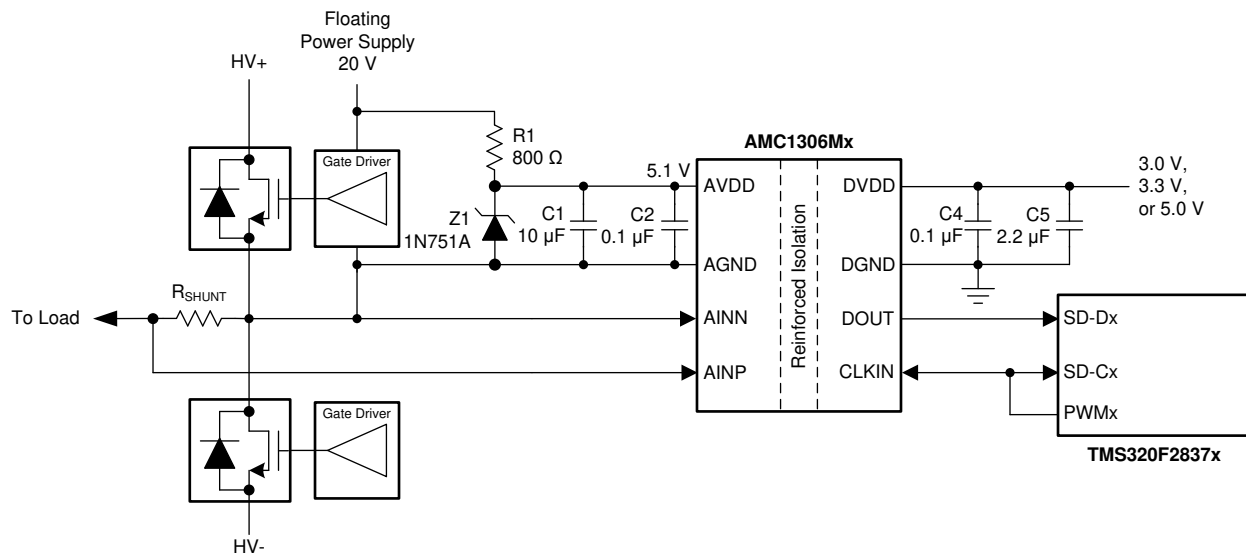 Floating
Power Supply
20 V
HV+
R1
800 Ω
AMC1306Mx
Gate Driver
5.1 V
AVDD
DVDD
3.0 V,
3.3 V,
or 5.0 V
Z1
1N751A
C1
10 µF
C2
0.1 µF
C4
0.1 µF
C5
2.2 µF
AGND
DGND
Reinforced Isolation
RSHUNT
To Load
AINN
DOUT
SD-Dx
AINP
CLKIN
SD-Cx
PWMx
Gate Driver
TMS320F2837x
HV-